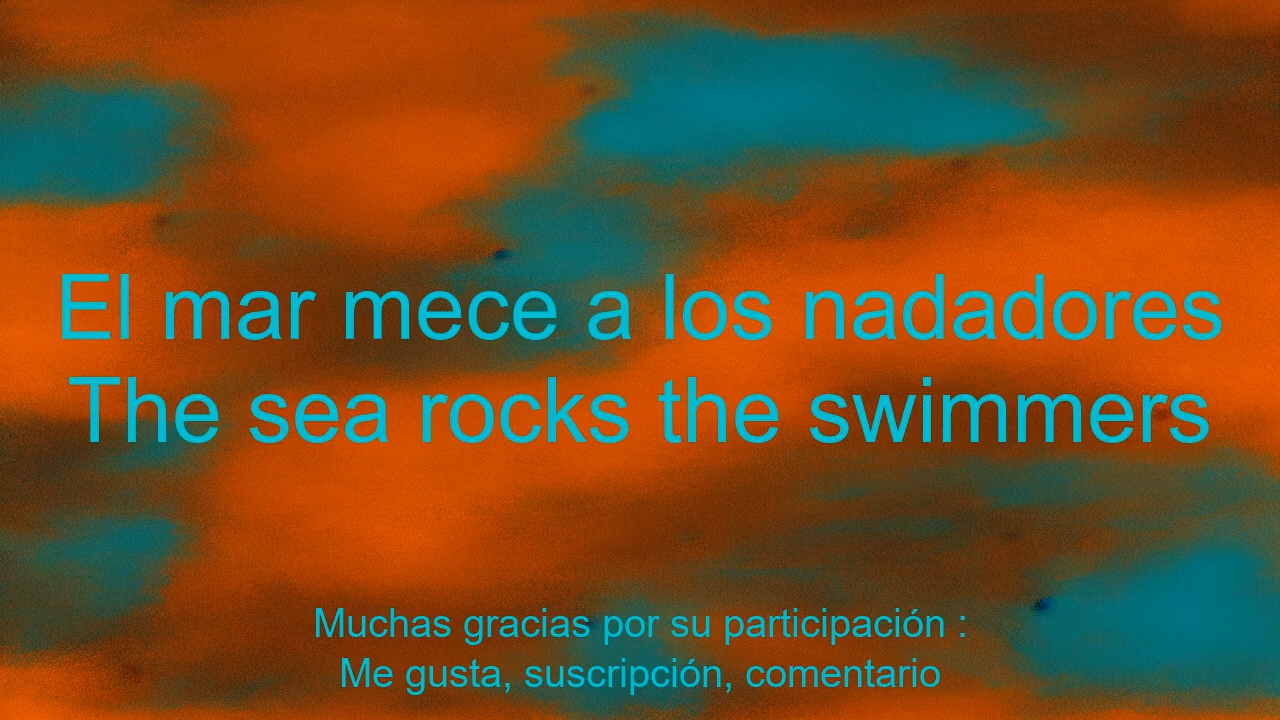 El mar mece a los nadadores
The sea rocks the swimmers
Muchas gracias por su participación :
Me gusta, suscripción, comentario